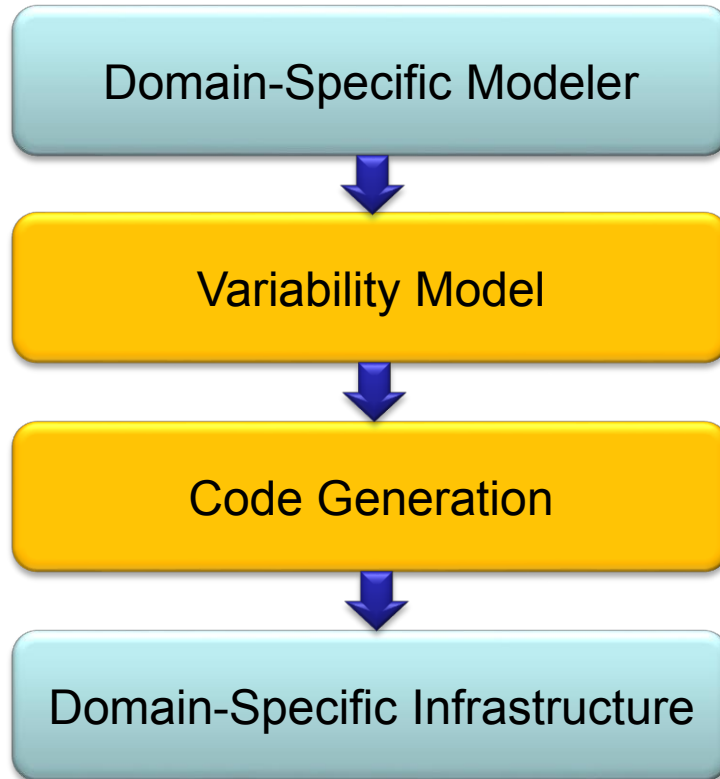 Domain-Specific Modeler
Variability Model
Code Generation
Domain-Specific Infrastructure